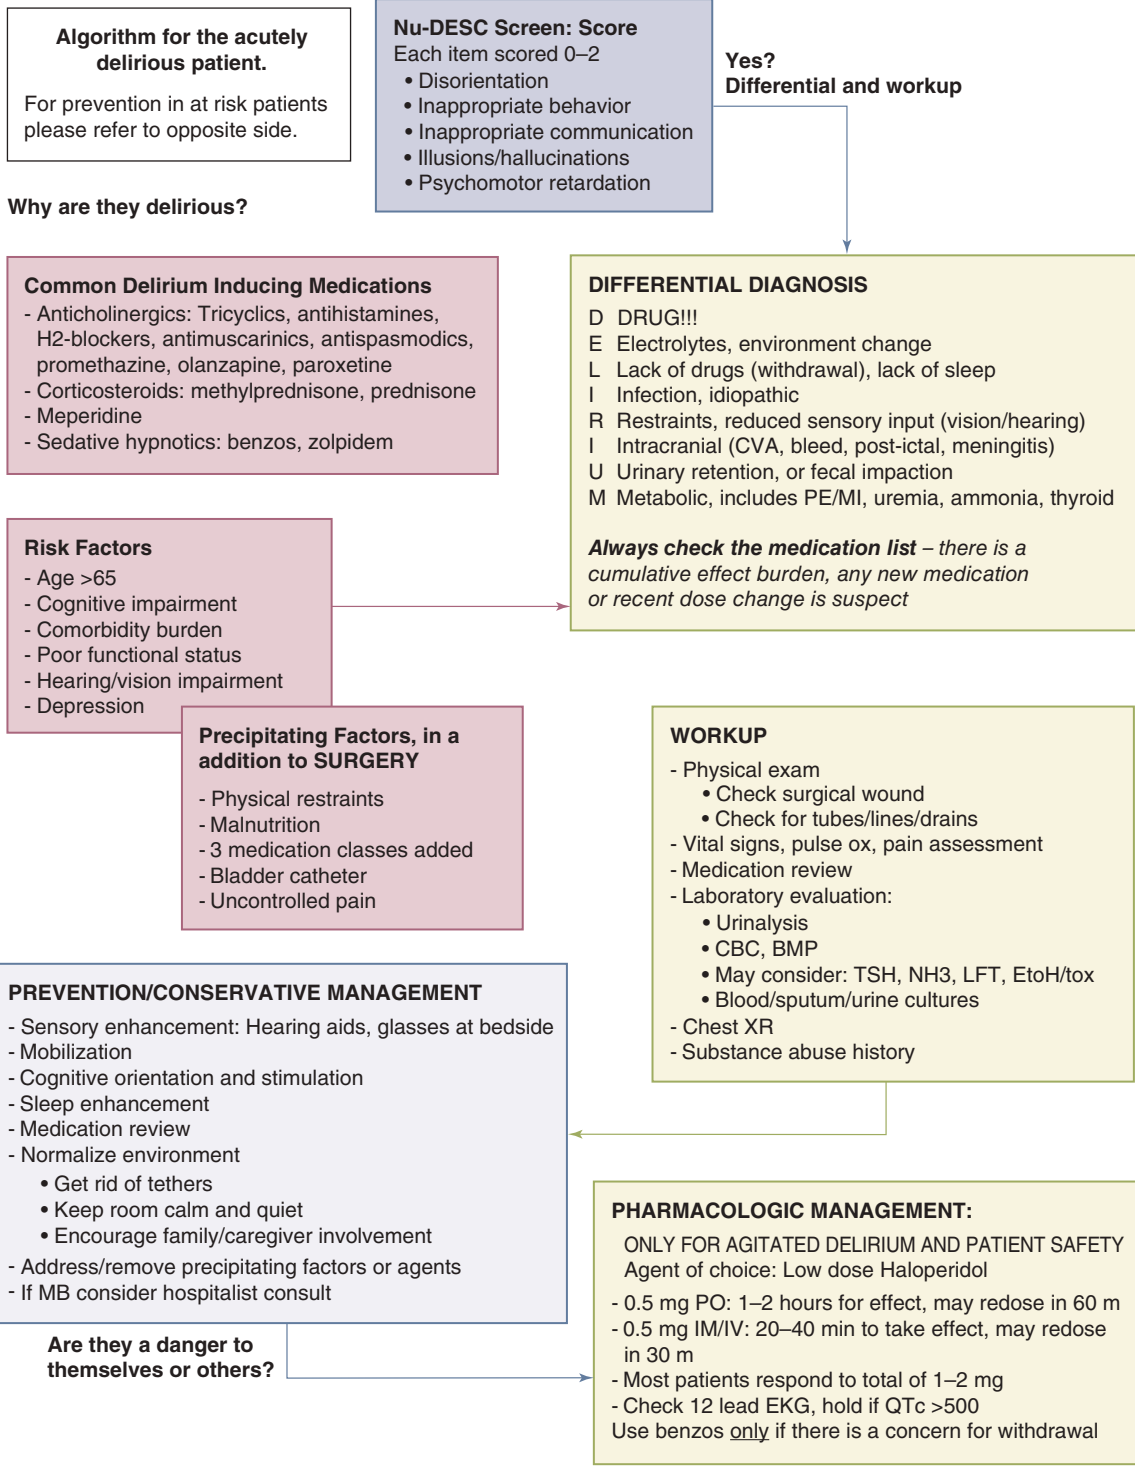 Algorithm for the acutely
delirious patient.
For prevention in at risk patients
please refer to opposite side.
Nu-DESC Screen: Score
Each item scored 0–2
• Disorientation
• Inappropriate behavior
• Inappropriate communication
• Illusions/hallucinations
• Psychomotor retardation
Yes?
Differential and workup
Why are they delirious?
Common Delirium Inducing Medications
- Anticholinergics: Tricyclics, antihistamines,
H2-blockers, antimuscarinics, antispasmodics,
promethazine, olanzapine, paroxetine
- Corticosteroids: methylprednisone, prednisone
- Meperidine
- Sedative hypnotics: benzos, zolpidem
DIFFERENTIAL DIAGNOSIS
D DRUG!!!
E Electrolytes, environment change
L Lack of drugs (withdrawal), lack of sleep
I Infection, idiopathic
R Restraints, reduced sensory input (vision/hearing)
I Intracranial (CVA, bleed, post-ictal, meningitis)
U Urinary retention, or fecal impaction
M Metabolic, includes PE/MI, uremia, ammonia, thyroid
Always check the medication list – there is a
cumulative effect burden, any new medication
or recent dose change is suspect
Risk Factors
- Age >65
- Cognitive impairment
- Comorbidity burden
- Poor functional status
- Hearing/vision impairment
- Depression
Precipitating Factors, in a
addition to SURGERY
- Physical restraints
- Malnutrition
- 3 medication classes added
- Bladder catheter
- Uncontrolled pain
WORKUP
- Physical exam
• Check surgical wound
• Check for tubes/lines/drains
- Vital signs, pulse ox, pain assessment
- Medication review
- Laboratory evaluation:
• Urinalysis
• CBC, BMP
• May consider: TSH, NH3, LFT, EtoH/tox
• Blood/sputum/urine cultures
- Chest XR
- Substance abuse history
PREVENTION/CONSERVATIVE MANAGEMENT
- Sensory enhancement: Hearing aids, glasses at bedside
- Mobilization
- Cognitive orientation and stimulation
- Sleep enhancement
- Medication review
- Normalize environment
• Get rid of tethers
• Keep room calm and quiet
• Encourage family/caregiver involvement
- Address/remove precipitating factors or agents
- If MB consider hospitalist consult
Are they a danger to
themselves or others?
PHARMACOLOGIC MANAGEMENT:
ONLY FOR AGITATED DELIRIUM AND PATIENT SAFETY
Agent of choice: Low dose Haloperidol
- 0.5 mg PO: 1–2 hours for effect, may redose in 60 m
- 0.5 mg IM/IV: 20–40 min to take effect, may redose
in 30 m
- Most patients respond to total of 1–2 mg
- Check 12 lead EKG, hold if QTc >500
Use benzos only if there is a concern for withdrawal